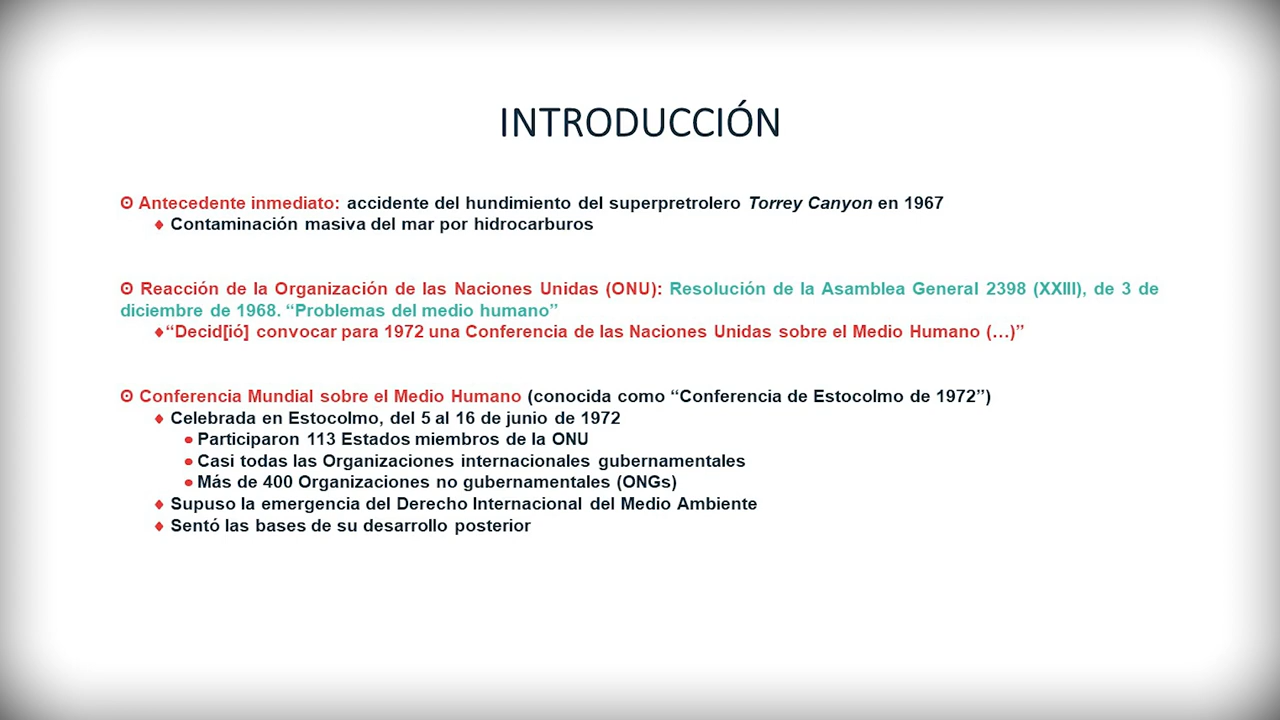 INTRODUCCIÓN
Antecedente inmediato: accidente del hundimiento del superpretrolero Torrey Canyon en 1967
Contaminación masiva del mar por hidrocarburos
Reacción de la Organización de las Naciones Unidas (ONU): Resolución de la Asamblea General 2398 (XXIII), de 3 de
diciembre de 1968. “Problemas del medio humano”
“Decid[ió] convocar para 1972 una Conferencia de las Naciones Unidas sobre el Medio Humano (…)”
Conferencia Mundial sobre el Medio Humano (conocida como “Conferencia de Estocolmo de 1972”)
Celebrada en Estocolmo, del 5 al 16 de junio de 1972
Participaron 113 Estados miembros de la ONU
Casi todas las Organizaciones internacionales gubernamentales
Más de 400 Organizaciones no gubernamentales (ONGs)
Supuso la emergencia del Derecho Internacional del Medio Ambiente
Sentó las bases de su desarrollo posterior